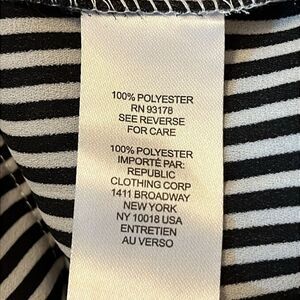 100% POLYESTER
RN 93178
SEE REVERSE
FOR CARE
100% POLYESTER
IMPORTÉ PAR:
REPUBLIC
CLOTHING CORP
1411 BROADWAY
NEW YORK
NY 10018 USA
ENTRETIEN
AU VERSO